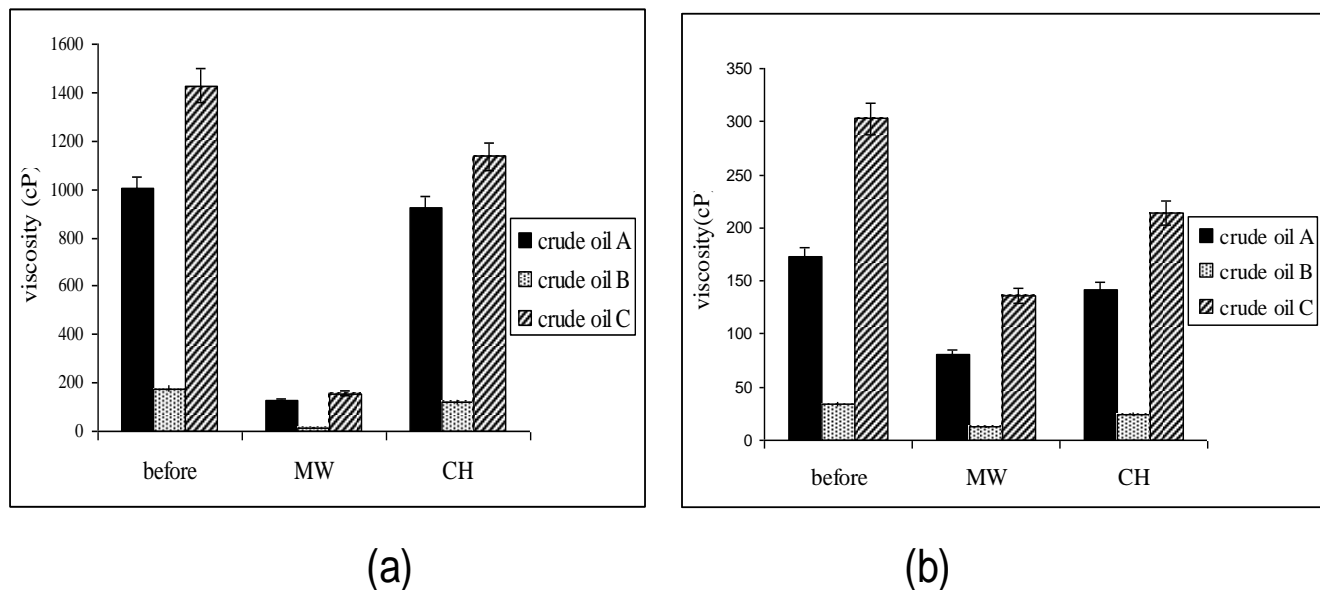 1600
1400
1200
1000
800
600
400
200
0
viscosity (cP)
before MW CH
crude oil A
crude oil B
crude oil C
(a)
350
300
250
200
150
100
50
0
viscosity(cP
before MW CH
crude oil A
crude oil B
crude oil C
(b)